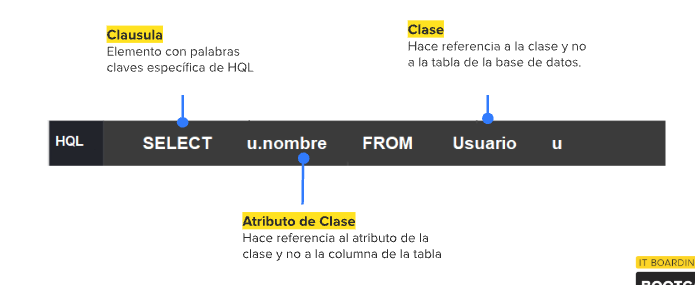 Clausula
Elemento con palabras
claves específica de HQL
Clase
Hace referencia a la clase y no
a la tabla de la base de datos.
HQL SELECT u.nombre FROM Usuario u
Atributo de Clase
Hace referencia al atributo de la
clase y no a la columna de la tabla
IT BOARDIN